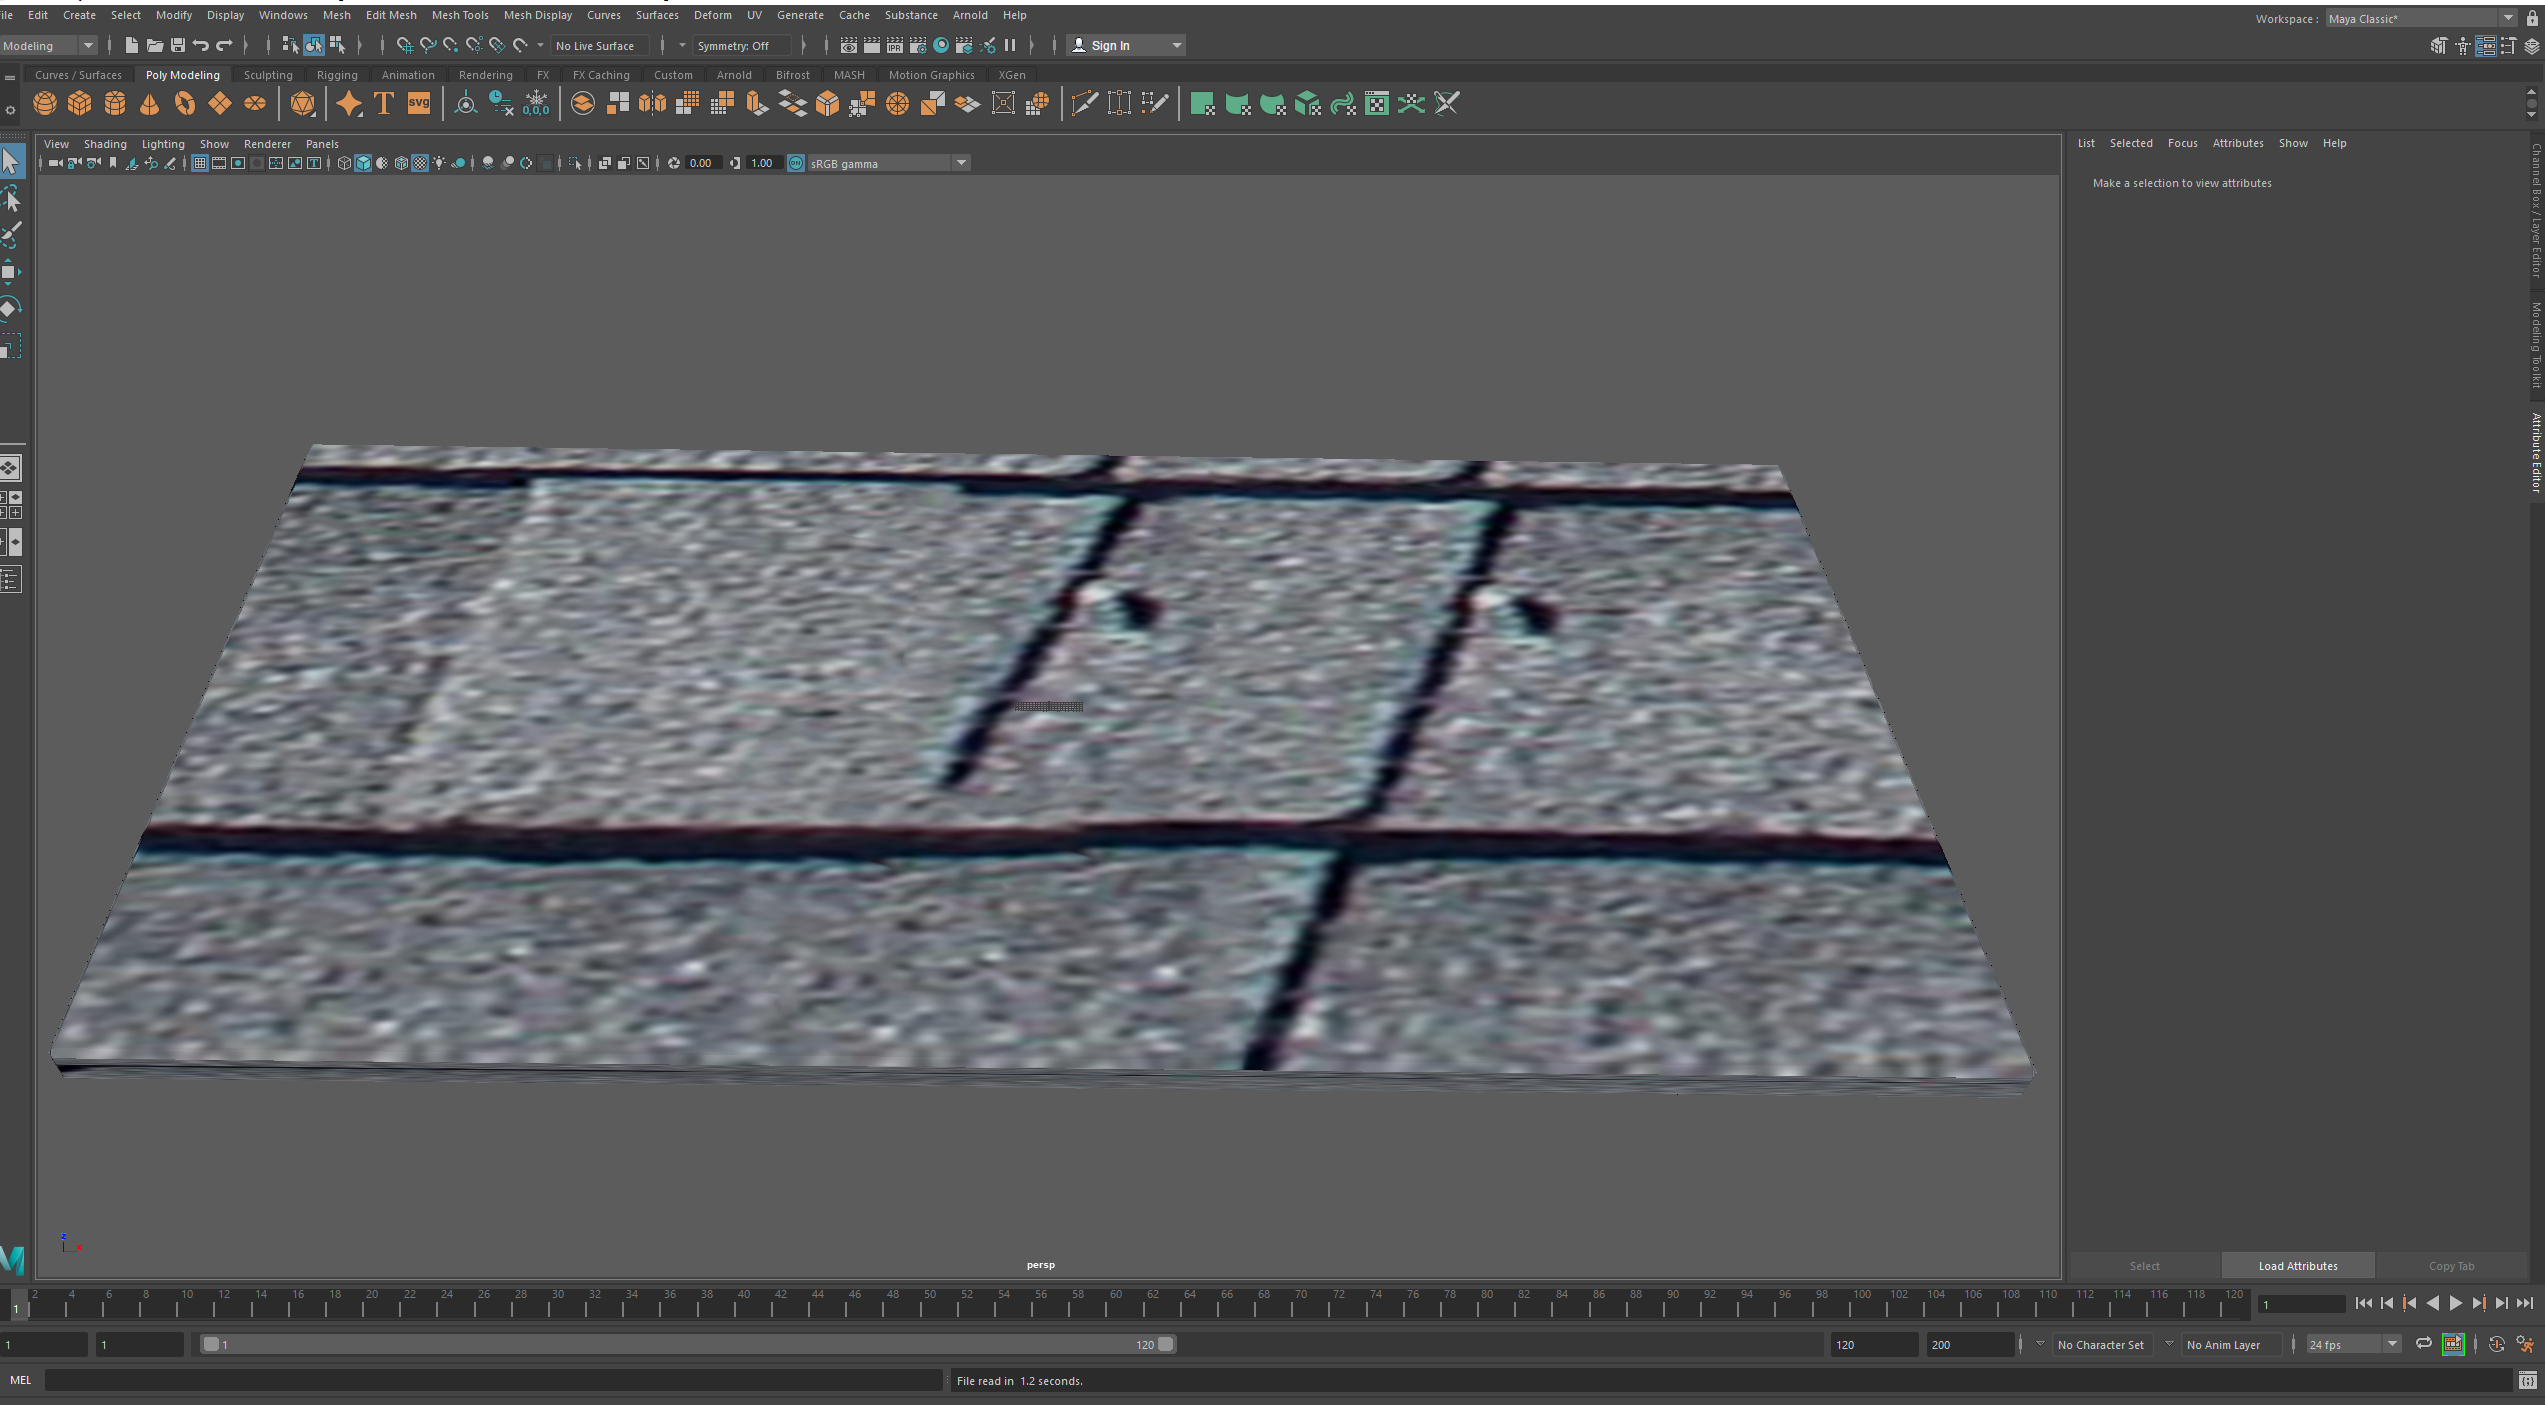 File Edit Create Select Modify Display Windows Mesh Edit Mesh Mesh Tools Mesh Display Curves Surfaces Deform UV Generate Cache Substance Arnold Help
Workspace : Maya Classic*
Modeling No Live Surface Symmetry: Off IPR Sign In
Curves / Surfaces Poly Modeling Sculpting Rigging Animation Rendering FX FX Caching Custom Arnold Bifrost MASH Motion Graphics XGen
T svg 0,0,0
View Shading Lighting Show Renderer Panels
0.00 1.00 ON sRGB gamma
List Selected Focus Attributes Show Help
Make a selection to view attributes
Channel Box / Layer Editor
Modeling Toolkit
Attribute Editor
z
x
persp
Select Load Attributes Copy Tab
2 4 6 8 10 12 14 16 18 20 22 24 26 28 30 32 34 36 38 40 42 44 46 48 50 52 54 56 58 60 62 64 66 68 70 72 74 76 78 80 82 84 86 88 90 92 94 96 98 100 102 104 106 108 110 112 114 116 118 120
1 1
1 1 1 120 120 200 No Character Set No Anim Layer 24 fps
MEL File read in 1.2 seconds.